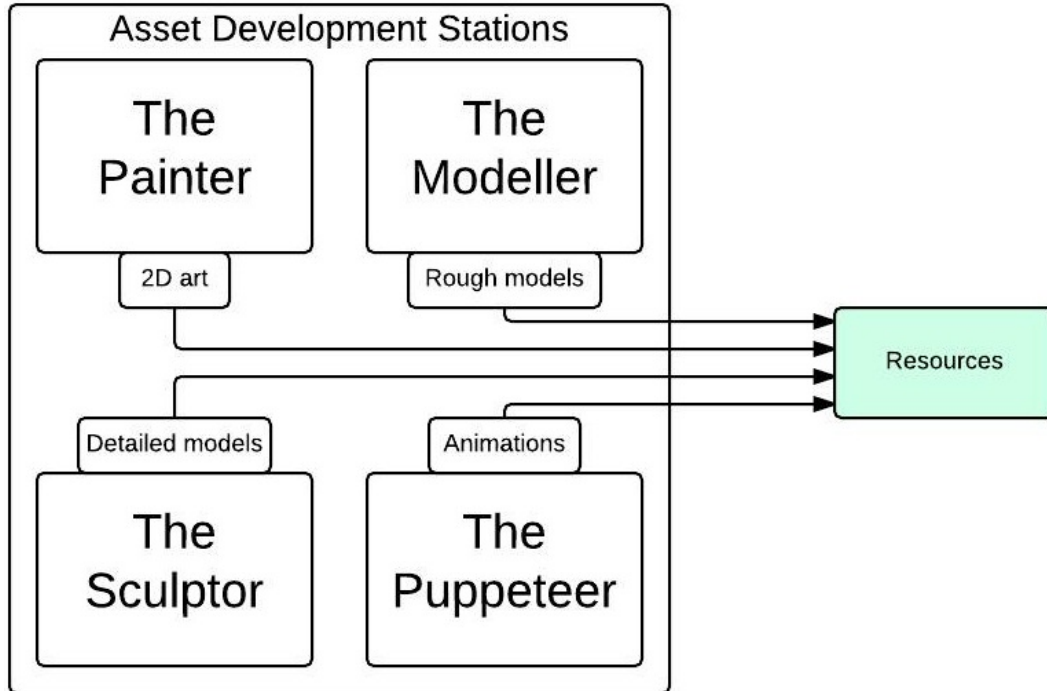 Asset Development Stations
The
Painter
The
Modeller
2D art
Rough models
Resources
Detailed models
Animations
The
Sculptor
The
Puppeteer